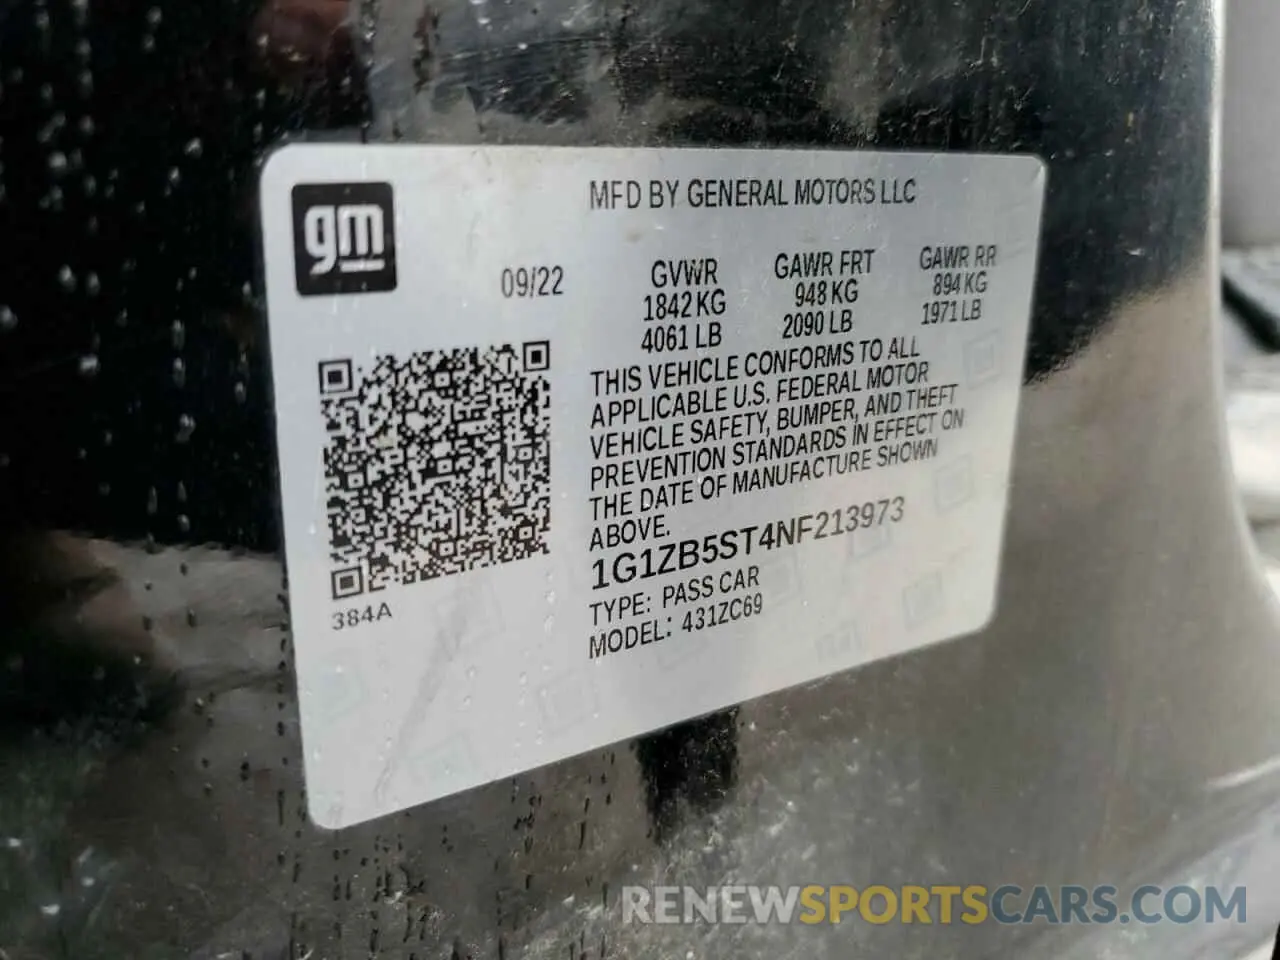 gm
MFD BY GENERAL MOTORS LLC
09/22
GVWR
1842 KG
4061 LB
GAWR FRT
948 KG
2090 LB
GAWR RR
894 KG
1971 LB
THIS VEHICLE CONFORMS TO ALL
APPLICABLE U.S. FEDERAL MOTOR
VEHICLE SAFETY, BUMPER, AND THEFT
PREVENTION STANDARDS IN EFFECT ON
THE DATE OF MANUFACTURE SHOWN
ABOVE.
1G1ZB5ST4NF213973
TYPE: PASS CAR
MODEL: 431ZC69
384A
RENEWSPORTSCARS.COM